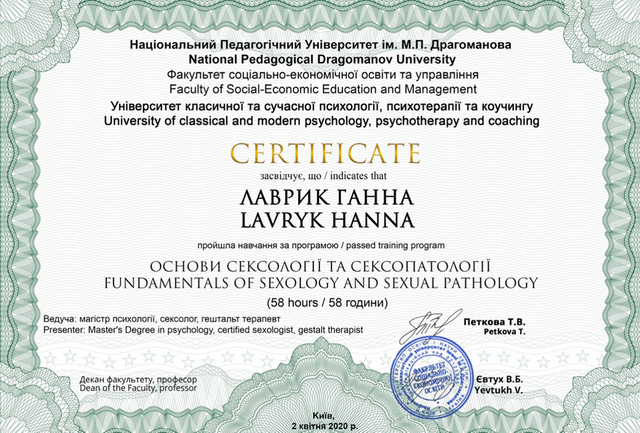 Національний Педагогічний Університет ім. М.П. Драгоманова
National Pedagogical Dragomanov University
Факультет соціально-економічної освіти та управління
Faculty of Social-Economic Education and Management
Університет класичної та сучасної психології, психотерапії та коучингу
University of classical and modern psychology, psychotherapy and coaching
CERTIFICATE
засвідчує, що / indicates that
ЛАВРИК ГАННА
LAVRYK HANNA
пройшла навчання за програмою / passed training program
ОСНОВИ СЕКСОЛОГІЇ ТА СЕКСОПАТОЛОГІЇ
FUNDAMENTALS OF SEXOLOGY AND SEXUAL PATHOLOGY
(58 hours / 58 години)
Ведуча: магістр психології, сексолог, гештальт терапевт
Presenter: Master's Degree in psychology, certified sexologist, gestalt therapist
Петкова Т.В.
Petkova T.
Декан факультету, професор
Dean of the Faculty, professor
ФАКУЛЬТЕТ
СОЦІАЛЬНО-
ЕКОНОМІЧНОЇ
ОСВІТИ
Євтух В.Б.
Yevtukh V.
Київ,
2 квітня 2020 р.